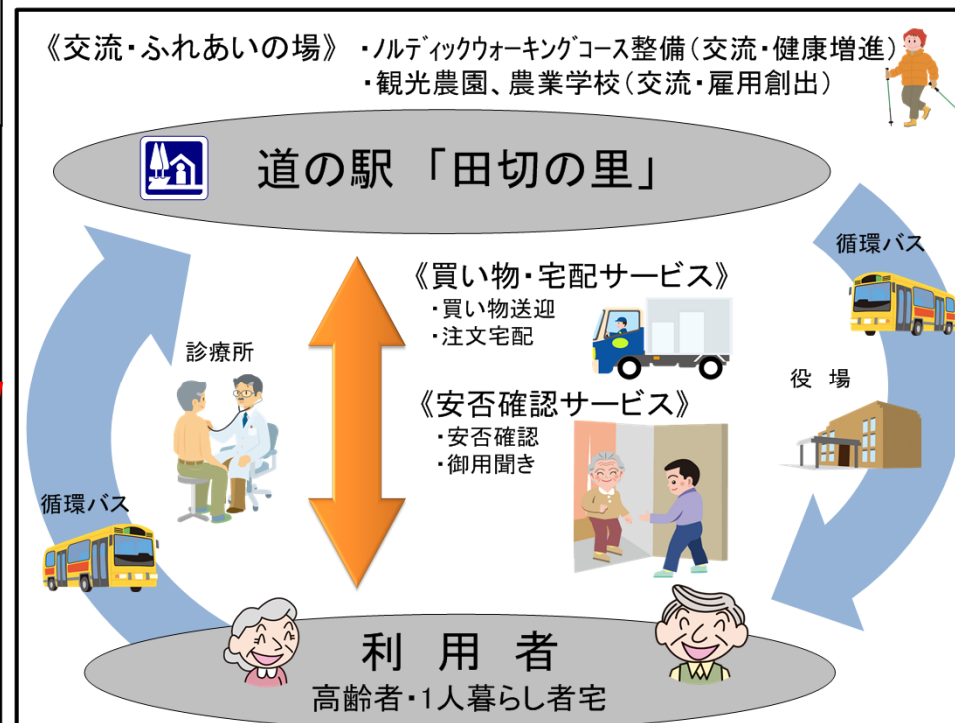 《交流・ふれあいの場》 ・ノルディックウォーキングコース整備(交流・健康増進)
・観光農園、農業学校(交流・雇用創出)
道の駅 「田切の里」
循環バス
《買い物・宅配サービス》
・買い物送迎
・注文宅配
診療所
役 場
《安否確認サービス》
・安否確認
・御用聞き
循環バス
利 用 者
高齢者・1人暮らし者宅